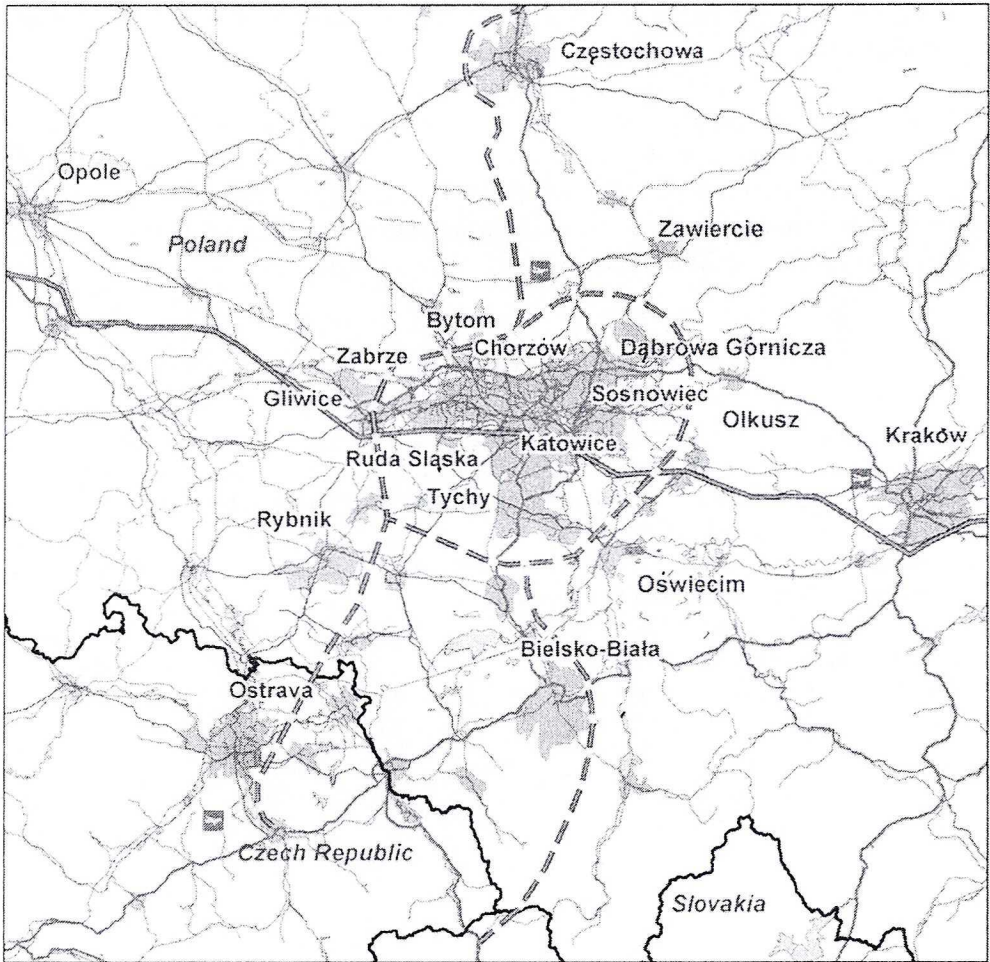 Częstochowa
Opole
Zawiercie
Poland
Bytom
Chorzów
Dąbrowa Górnicza
Zabrze
Gliwice
Sosnowiec
Olkusz
Kraków
Katowice
Ruda Sląska
Tychy
Rybnik
Oświecim
Bielsko-Biała
Ostrava
Czech Republic
Slovakia